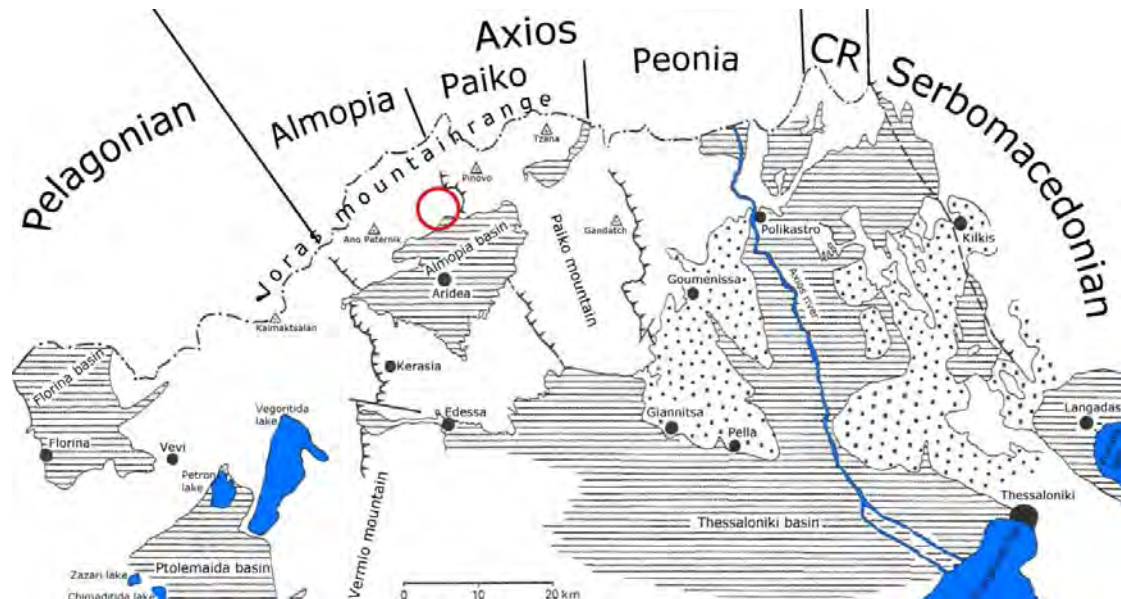 Axios
Pelagonian
Almopia
Paiko
Peonia
CR
Serbomacedonian
Voras mountain range
Tzena
Pinovo
Ano Paternik
Gandatch
Almopia basin
Aridea
Paiko mountain
Polikastro
Kilkis
Axios river
Goumenissa
Kaimaktsalan
Florina basin
Kerasia
Vegoritida
lake
Edessa
Giannitsa
Langadas
Florina
Vevi
Pella
Petron
lake
Thessaloniki
Vermio mountain
Thessaloniki basin
Ptolemaida basin
Zazari lake
Chimaditida lake
0 10 20 km